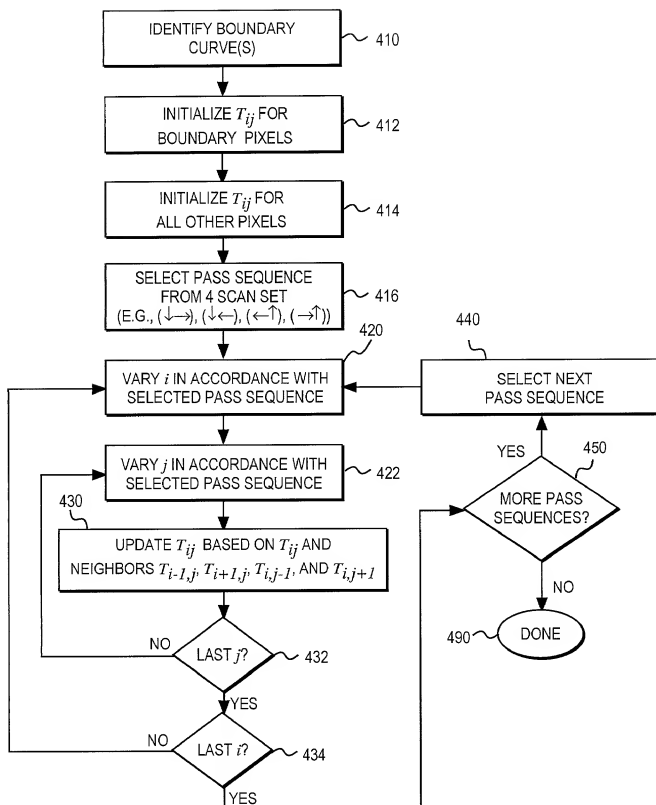 IDENTIFY BOUNDARY
CURVE(S)
410
INITIALIZE Tij FOR
BOUNDARY PIXELS
412
INITIALIZE Tij FOR
ALL OTHER PIXELS
414
SELECT PASS SEQUENCE
FROM 4 SCAN SET
(E.G., (↓→), (↓←), (←↑), (→↑))
416
420
VARY i IN ACCORDANCE WITH
SELECTED PASS SEQUENCE
440
SELECT NEXT
PASS SEQUENCE
VARY j IN ACCORDANCE WITH
SELECTED PASS SEQUENCE
422
YES
450
MORE PASS
SEQUENCES?
430
UPDATE Tij BASED ON Tij AND
NEIGHBORS Ti-1,j, Ti+1,j, Ti,j-1, AND Ti,j+1
NO
490
DONE
NO
LAST j?
432
YES
NO
LAST i?
434
YES